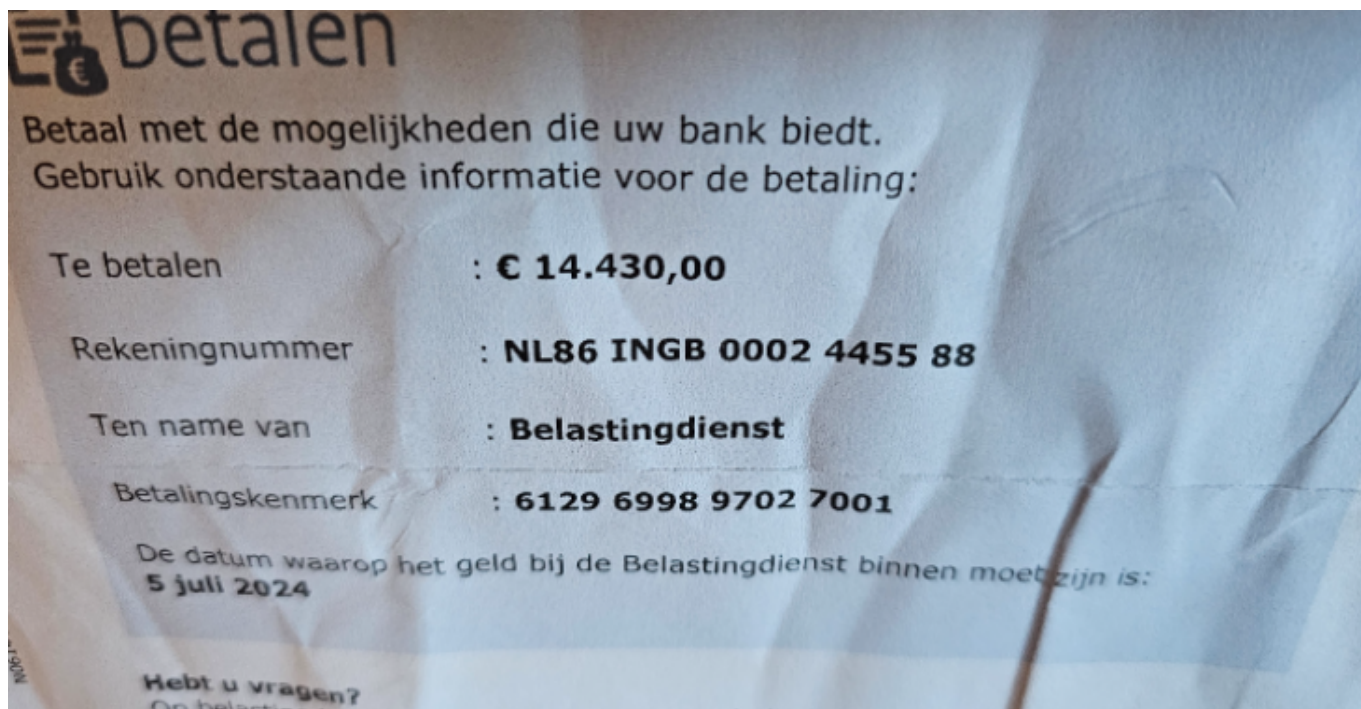 betalen
Betaal met de mogelijkheden die uw bank biedt.
Gebruik onderstaande informatie voor de betaling:
Te betalen : € 14.430,00
Rekeningnummer : NL86 INGB 0002 4455 88
Ten name van : Belastingdienst
Betalingskenmerk : 6129 6998 9702 7001
De datum waarop het geld bij de Belastingdienst binnen moet zijn is:
5 juli 2024
Hebt u vragen?